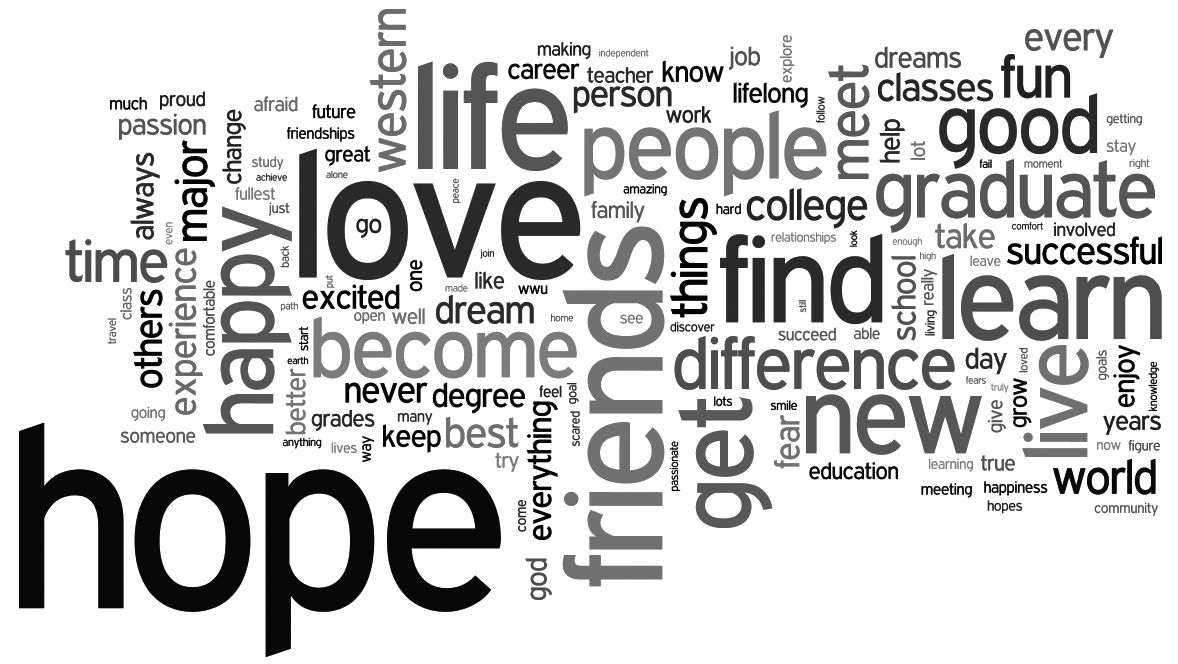 every
western
making
independent
job
explore
dreams
life
career
teacher
know
meet
classes
fun
person
lifelong
follow
much
proud
afraid
future
work
people
good
getting
passion
change
friendships
help
lot
stay
major
great
study
achieve
alone
fail
moment
right
always
fullest
love
peace
amazing
graduate
just
happy
go
family
things
hard
college
even
relationships
look
enough
take
comfort
involved
time
back
join
find
high
leave
successful
experience
one
like
made
wwu
friends
school
really
living
learn
others
class
comfortable
path
put
excited
dream
still
travel
open
well
home
see
discover
succeed
able
start
become
difference
day
fears
truly
loved
live
goals
enjoy
knowledge
earth
better
never
degree
feel
goal
get
lots
smile
new
give
grow
going
grades
many
everything
scared
fear
years
someone
anything
lives
way
keep
best
now
figure
hope
try
passionate
education
learning
true
world
meeting
happiness
hopes
community
come
god